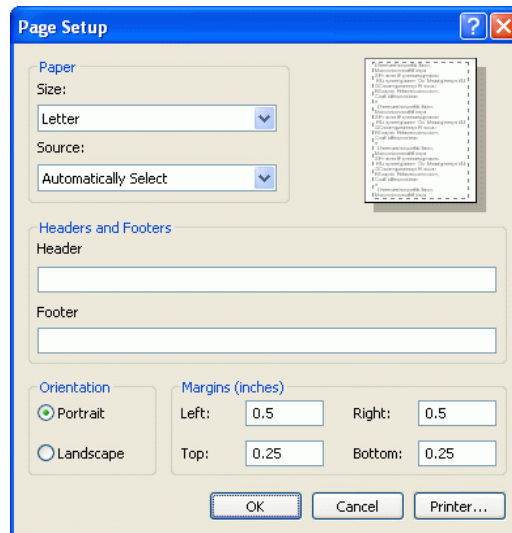 Page Setup
Paper
Size:
Letter
Source:
Automatically Select
Headers and Footers
Header
Footer
Orientation
Portrait
Landscape
Margins (inches)
Left: 0.5 Right: 0.5
Top: 0.25 Bottom: 0.25
OK Cancel Printer...